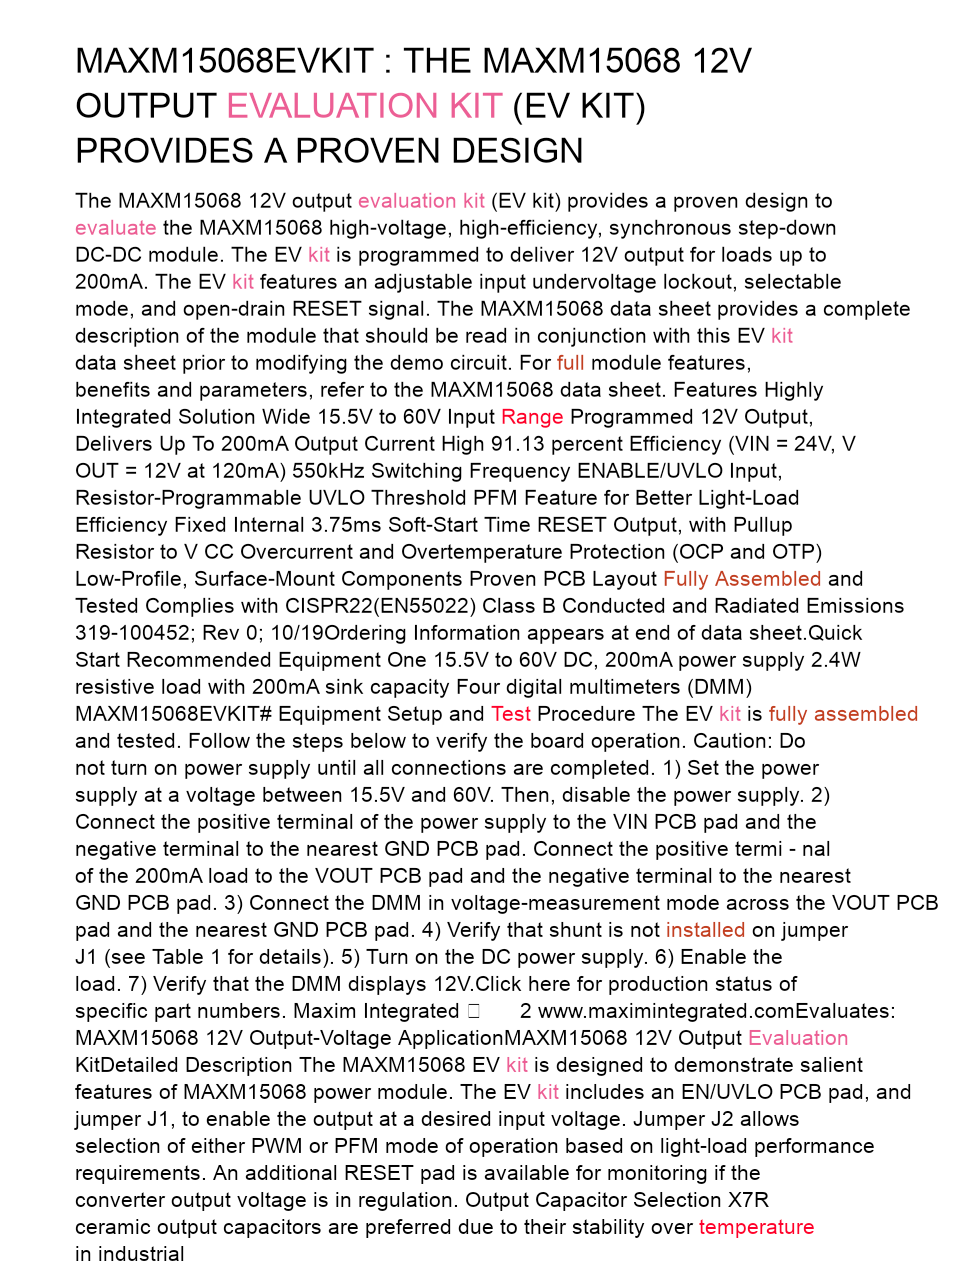 MAXM15068EVKIT : THE MAXM15068 12V
OUTPUT EVALUATION KIT (EV KIT)
PROVIDES A PROVEN DESIGN
The MAXM15068 12V output evaluation kit (EV kit) provides a proven design to
evaluate the MAXM15068 high-voltage, high-efficiency, synchronous step-down
DC-DC module. The EV kit is programmed to deliver 12V output for loads up to
200mA. The EV kit features an adjustable input undervoltage lockout, selectable
mode, and open-drain RESET signal. The MAXM15068 data sheet provides a complete
description of the module that should be read in conjunction with this EV kit
data sheet prior to modifying the demo circuit. For full module features,
benefits and parameters, refer to the MAXM15068 data sheet. Features Highly
Integrated Solution Wide 15.5V to 60V Input Range Programmed 12V Output,
Delivers Up To 200mA Output Current High 91.13 percent Efficiency (VIN = 24V, V
OUT = 12V at 120mA) 550kHz Switching Frequency ENABLE/UVLO Input,
Resistor-Programmable UVLO Threshold PFM Feature for Better Light-Load
Efficiency Fixed Internal 3.75ms Soft-Start Time RESET Output, with Pullup
Resistor to V CC Overcurrent and Overtemperature Protection (OCP and OTP)
Low-Profile, Surface-Mount Components Proven PCB Layout Fully Assembled and
Tested Complies with CISPR22(EN55022) Class B Conducted and Radiated Emissions
319-100452; Rev 0; 10/19Ordering Information appears at end of data sheet.Quick
Start Recommended Equipment One 15.5V to 60V DC, 200mA power supply 2.4W
resistive load with 200mA sink capacity Four digital multimeters (DMM)
MAXM15068EVKIT# Equipment Setup and Test Procedure The EV kit is fully assembled
and tested. Follow the steps below to verify the board operation. Caution: Do
not turn on power supply until all connections are completed. 1) Set the power
supply at a voltage between 15.5V and 60V. Then, disable the power supply. 2)
Connect the positive terminal of the power supply to the VIN PCB pad and the
negative terminal to the nearest GND PCB pad. Connect the positive termi - nal
of the 200mA load to the VOUT PCB pad and the negative terminal to the nearest
GND PCB pad. 3) Connect the DMM in voltage-measurement mode across the VOUT PCB
pad and the nearest GND PCB pad. 4) Verify that shunt is not installed on jumper
J1 (see Table 1 for details). 5) Turn on the DC power supply. 6) Enable the
load. 7) Verify that the DMM displays 12V.Click here for production status of
specific part numbers. Maxim Integrated 2 www.maximintegrated.comEvaluates:
MAXM15068 12V Output-Voltage ApplicationMAXM15068 12V Output Evaluation
KitDetailed Description The MAXM15068 EV kit is designed to demonstrate salient
features of MAXM15068 power module. The EV kit includes an EN/UVLO PCB pad, and
jumper J1, to enable the output at a desired input voltage. Jumper J2 allows
selection of either PWM or PFM mode of operation based on light-load performance
requirements. An additional RESET pad is available for monitoring if the
converter output voltage is in regulation. Output Capacitor Selection X7R
ceramic output capacitors are preferred due to their stability over temperature
in industrial